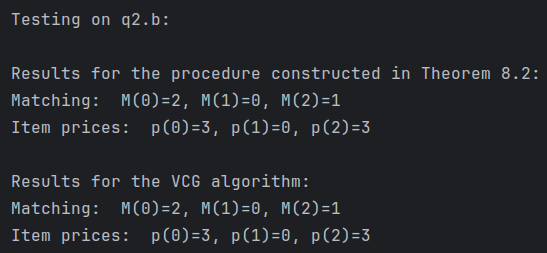 Testing on q2.b:
Results for the procedure constructed in Theorem 8.2:
Matching:  M(0)=2, M(1)=0, M(2)=1
Item prices:  p(0)=3, p(1)=0, p(2)=3
Results for the VCG algorithm:
Matching:  M(0)=2, M(1)=0, M(2)=1
Item prices:  p(0)=3, p(1)=0, p(2)=3